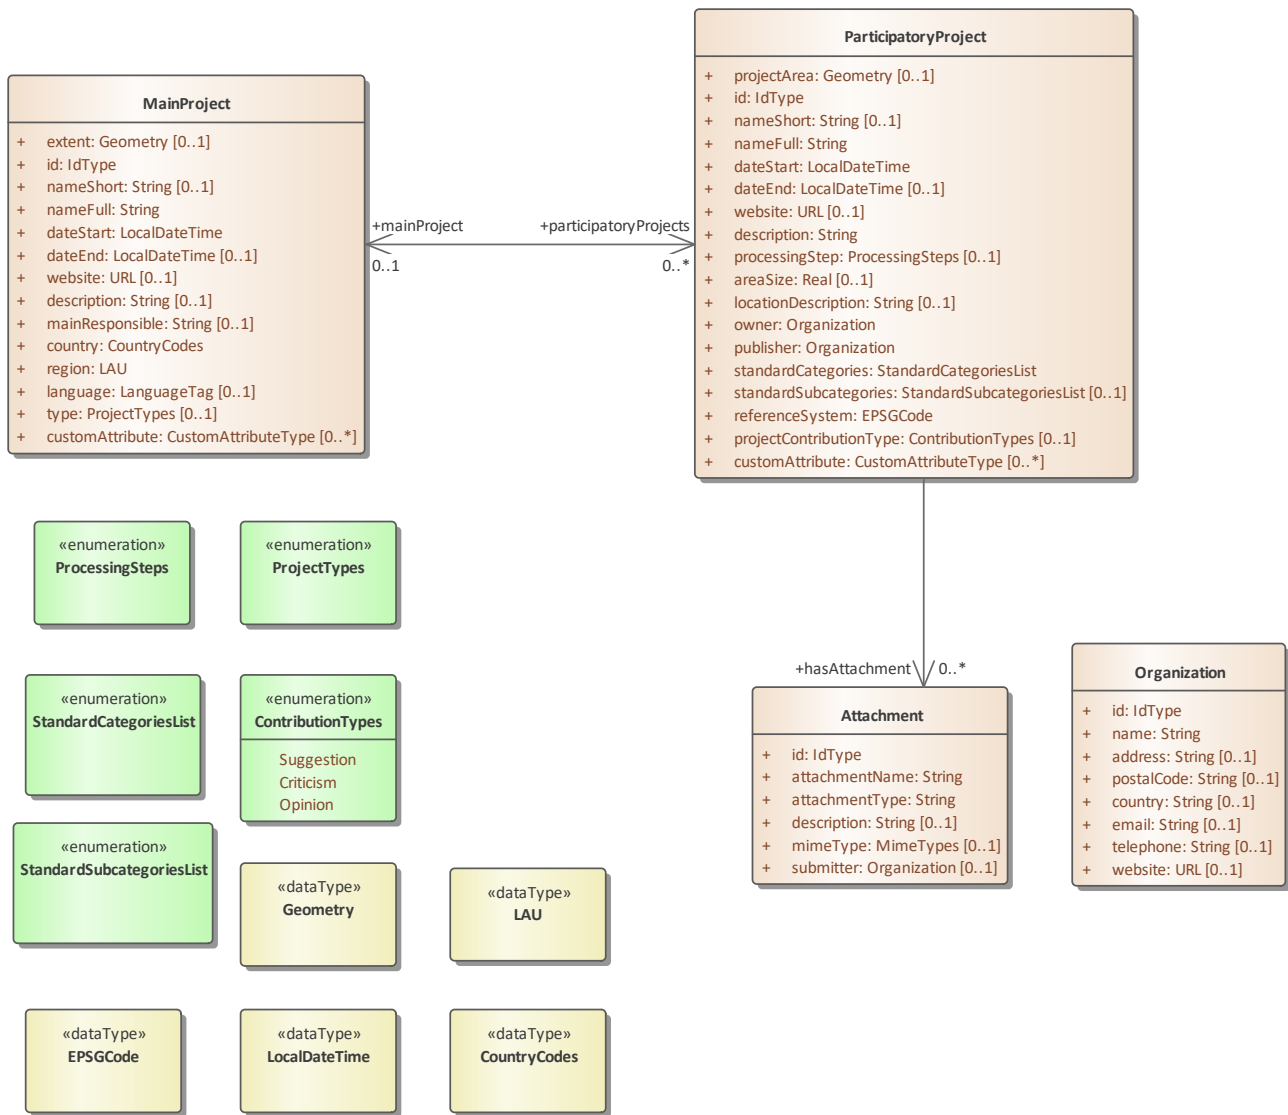 MainProject
+ extent: Geometry [0..1]
+ id: IdType
+ nameShort: String [0..1]
+ nameFull: String
+ dateStart: LocalDateTime
+ dateEnd: LocalDateTime [0..1]
+ website: URL [0..1]
+ description: String [0..1]
+ mainResponsible: String [0..1]
+ country: CountryCodes
+ region: LAU
+ language: LanguageTag [0..1]
+ type: ProjectTypes [0..1]
+ customAttribute: CustomAttributeType [0..*]
+mainProject
0..1
+participatoryProjects
0..*
ParticipatoryProject
+ projectArea: Geometry [0..1]
+ id: IdType
+ nameShort: String [0..1]
+ nameFull: String
+ dateStart: LocalDateTime
+ dateEnd: LocalDateTime [0..1]
+ website: URL [0..1]
+ description: String
+ processingStep: ProcessingSteps [0..1]
+ areaSize: Real [0..1]
+ locationDescription: String [0..1]
+ owner: Organization
+ publisher: Organization
+ standardCategories: StandardCategoriesList
+ standardSubcategories: StandardSubcategoriesList [0..1]
+ referenceSystem: EPSGCode
+ projectContributionType: ContributionTypes [0..1]
+ customAttribute: CustomAttributeType [0..*]
«enumeration»
ProcessingSteps
«enumeration»
ProjectTypes
«enumeration»
StandardCategoriesList
«enumeration»
ContributionTypes
Suggestion
Criticism
Opinion
«enumeration»
StandardSubcategoriesList
«dataType»
Geometry
«dataType»
LAU
«dataType»
EPSGCode
«dataType»
LocalDateTime
«dataType»
CountryCodes
+hasAttachment
0..*
Attachment
+ id: IdType
+ attachmentName: String
+ attachmentType: String
+ description: String [0..1]
+ mimeType: MimeTypes [0..1]
+ submitter: Organization [0..1]
Organization
+ id: IdType
+ name: String
+ address: String [0..1]
+ postalCode: String [0..1]
+ country: String [0..1]
+ email: String [0..1]
+ telephone: String [0..1]
+ website: URL [0..1]